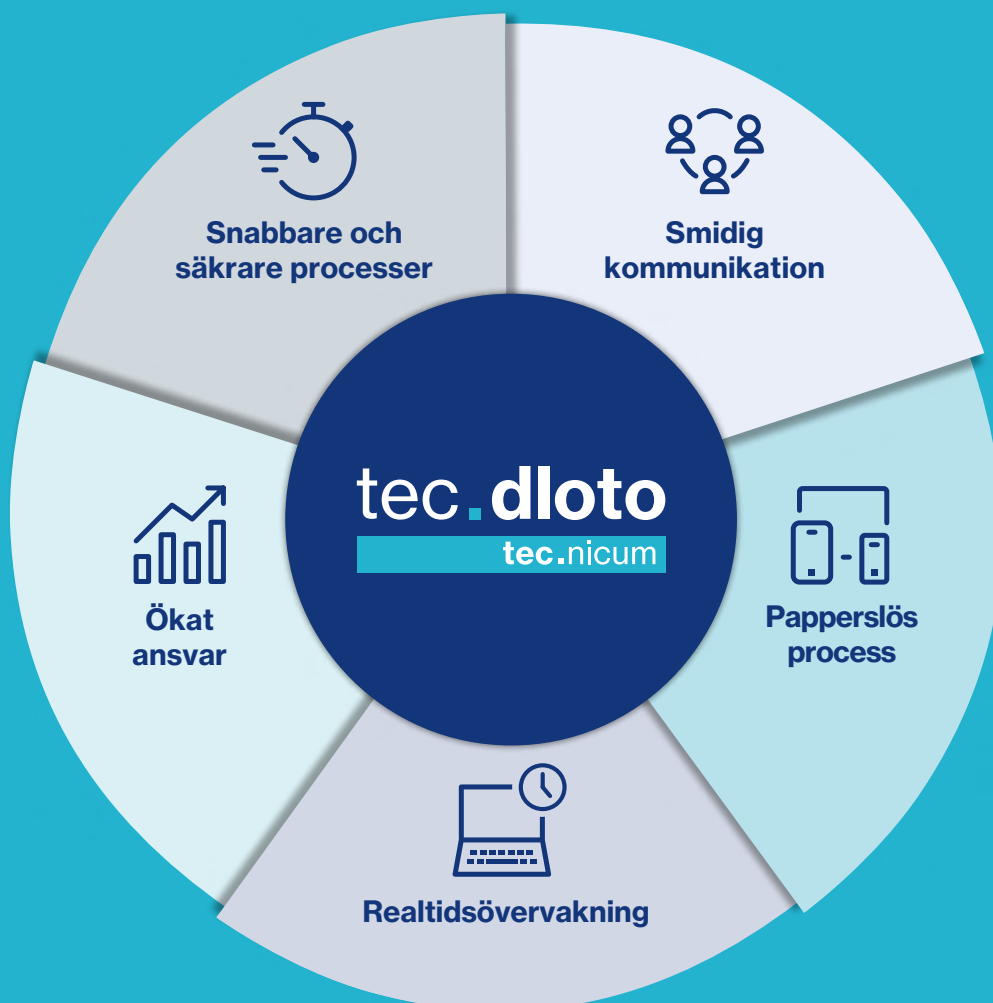 Snabbare och
säkrare processer
Smidig
kommunikation
tec.dloto
tec.nicum
Ökat
ansvar
Papperslös
process
Realtidsövervakning